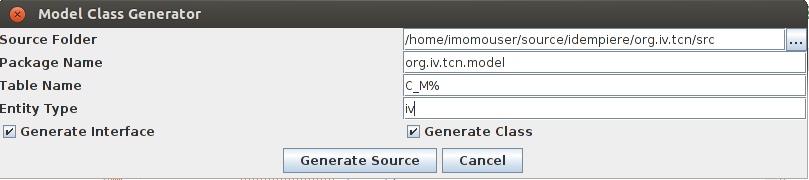 Model Class Generator
Source Folder /home/imomouser/source/idempiere/org.iv.tcn/src ...
Package Name org.iv.tcn.model
Table Name C_M%
Entity Type iv
Generate Interface Generate Class
Generate Source Cancel